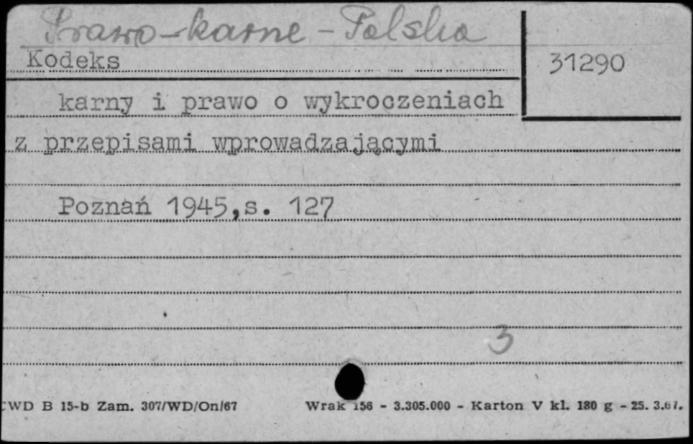 Prawo-karne - Polska
Kodeks
31290
karny i prawo o wykroczeniach
z przepisami wprowadzającymi
Poznań 1945,s. 127
3
CWD B 15-b Zam. 307/WD/On/67 Wrak 156 - 3.305.000 - Karton V kl. 180 g - 25. 3.67.